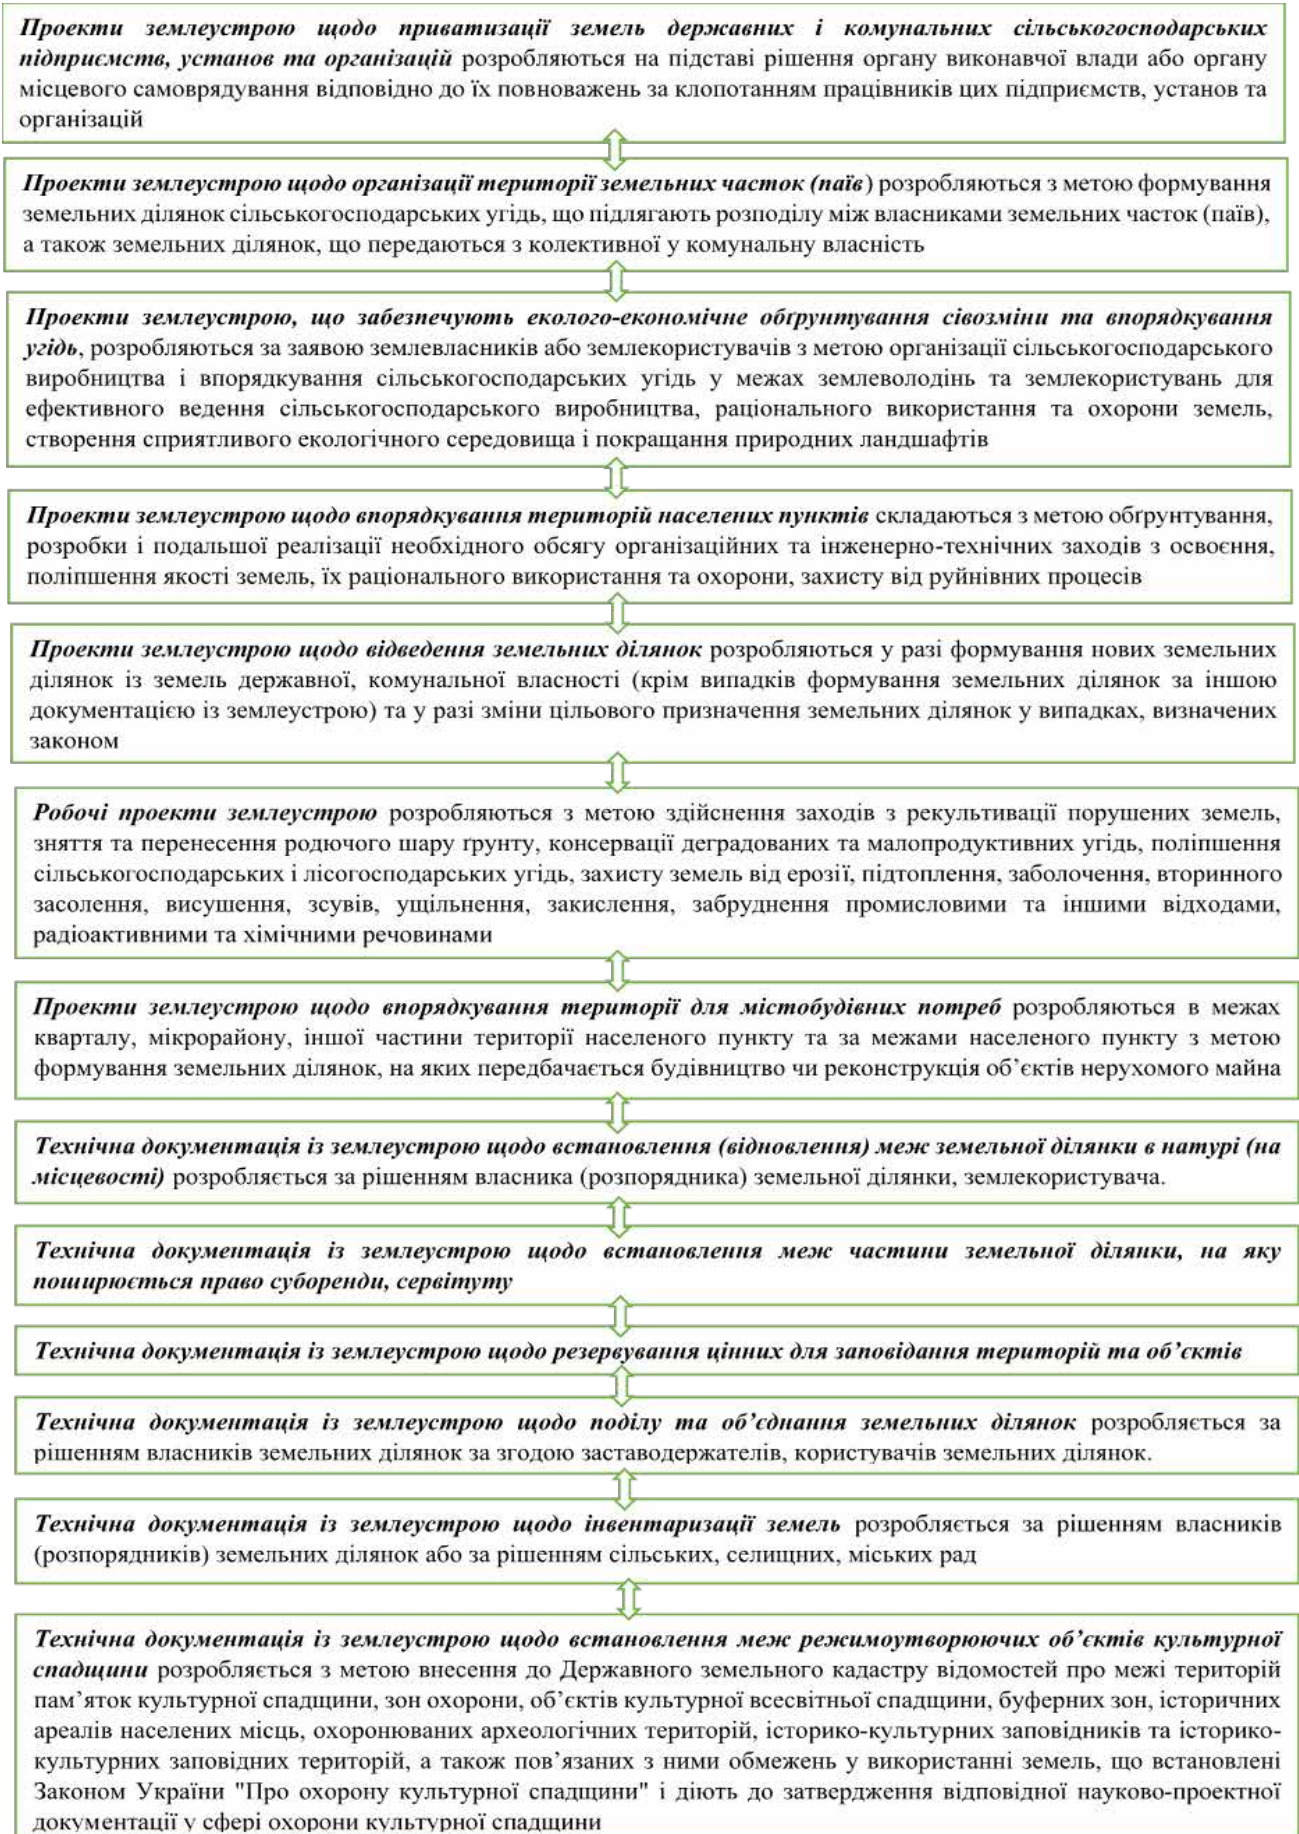 Проекти землеустрою щодо приватизації земель державних і комунальних сільськогосподарських
підприємств, установ та організацій розробляються на підставі рішення органу виконавчої влади або органу
місцевого самоврядування відповідно до їх повноважень за клопотанням працівників цих підприємств, установ та
організацій
Проекти землеустрою щодо організації території земельних часток (паїв) розробляються з метою формування
земельних ділянок сільськогосподарських угідь, що підлягають розподілу між власниками земельних часток (паїв),
а також земельних ділянок, що передаються з колективної у комунальну власність
Проекти землеустрою, що забезпечують еколого-економічне обґрунтування сівозміни та впорядкування
угідь, розробляються за заявою землевласників або землекористувачів з метою організації сільськогосподарського
виробництва і впорядкування сільськогосподарських угідь у межах землеволодінь та землекористувань для
ефективного ведення сільськогосподарського виробництва, раціонального використання та охорони земель,
створення сприятливого екологічного середовища і покращання природних ландшафтів
Проекти землеустрою щодо впорядкування територій населених пунктів складаються з метою обґрунтування,
розробки і подальшої реалізації необхідного обсягу організаційних та інженерно-технічних заходів з освоєння,
поліпшення якості земель, їх раціонального використання та охорони, захисту від руйнівних процесів
Проекти землеустрою щодо відведення земельних ділянок розробляються у разі формування нових земельних
ділянок із земель державної, комунальної власності (крім випадків формування земельних ділянок за іншою
документацією із землеустрою) та у разі зміни цільового призначення земельних ділянок у випадках, визначених
законом
Робочі проекти землеустрою розробляються з метою здійснення заходів з рекультивації порушених земель,
зняття та перенесення родючого шару ґрунту, консервації деградованих та малопродуктивних угідь, поліпшення
сільськогосподарських і лісогосподарських угідь, захисту земель від ерозії, підтоплення, заболочення, вторинного
засолення, висушення, зсувів, ущільнення, закислення, забруднення промисловими та іншими відходами,
радіоактивними та хімічними речовинами
Проекти землеустрою щодо впорядкування території для містобудівних потреб розробляються в межах
кварталу, мікрорайону, іншої частини території населеного пункту та за межами населеного пункту з метою
формування земельних ділянок, на яких передбачається будівництво чи реконструкція об’єктів нерухомого майна
Технічна документація із землеустрою щодо встановлення (відновлення) меж земельної ділянки в натурі (на
місцевості) розробляється за рішенням власника (розпорядника) земельної ділянки, землекористувача.
Технічна документація із землеустрою щодо встановлення меж частини земельної ділянки, на яку
поширюється право суборенди, сервітуту
Технічна документація із землеустрою щодо резервування цінних для заповідання територій та об’єктів
Технічна документація із землеустрою щодо поділу та об’єднання земельних ділянок розробляється за
рішенням власників земельних ділянок за згодою заставодержателів, користувачів земельних ділянок.
Технічна документація із землеустрою щодо інвентаризації земель розробляється за рішенням власників
(розпорядників) земельних ділянок або за рішенням сільських, селищних, міських рад
Технічна документація із землеустрою щодо встановлення меж режимоутворюючих об’єктів культурної
спадщини розробляється з метою внесення до Державного земельного кадастру відомостей про межі територій
пам’яток культурної спадщини, зон охорони, об’єктів культурної всесвітньої спадщини, буферних зон, історичних
ареалів населених місць, охоронюваних археологічних територій, історико-культурних заповідників та історико-
культурних заповідних територій, а також пов’язаних з ними обмежень у використанні земель, що встановлені
Законом України "Про охорону культурної спадщини" і діють до затвердження відповідної науково-проектної
документації у сфері охорони культурної спадщини